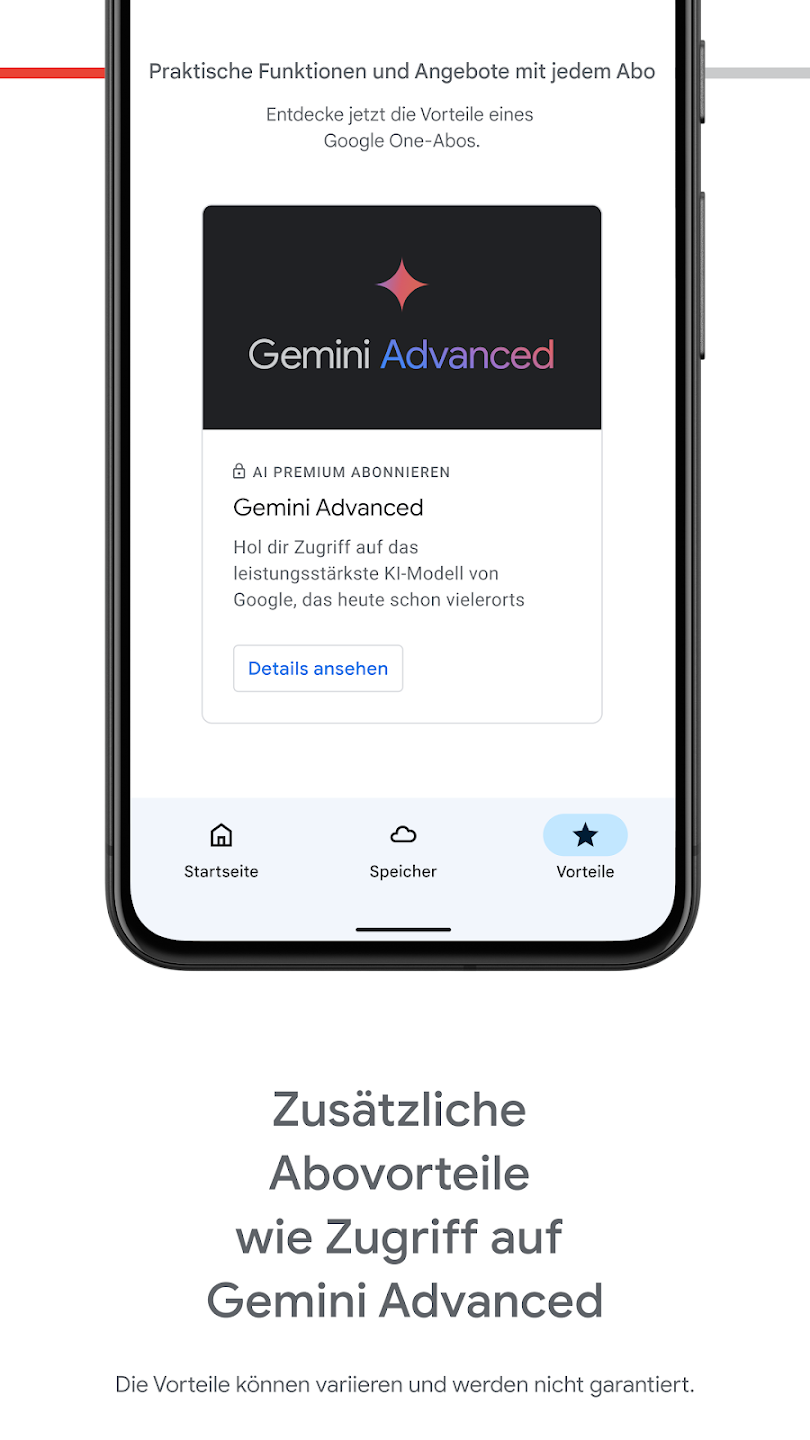 Praktische Funktionen und Angebote mit jedem Abo
Entdecke jetzt die Vorteile eines
Google One-Abos.
Gemini Advanced
AI PREMIUM ABONNIEREN
Gemini Advanced
Hol dir Zugriff auf das
leistungsstärkste KI-Modell von
Google, das heute schon vielerorts
Details ansehen
Startseite
Speicher
Vorteile
Zusätzliche
Abovorteile
wie Zugriff auf
Gemini Advanced
Die Vorteile können variieren und werden nicht garantiert.